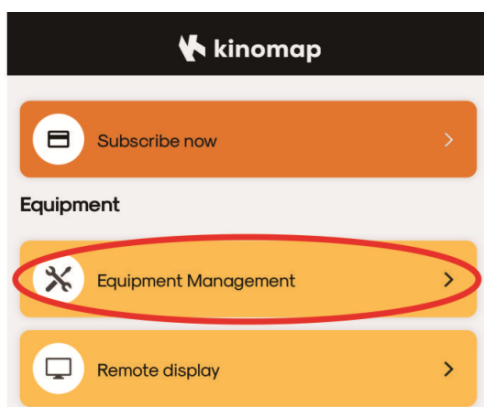 kinomap
Subscribe now
Equipment
Equipment Management
Remote display